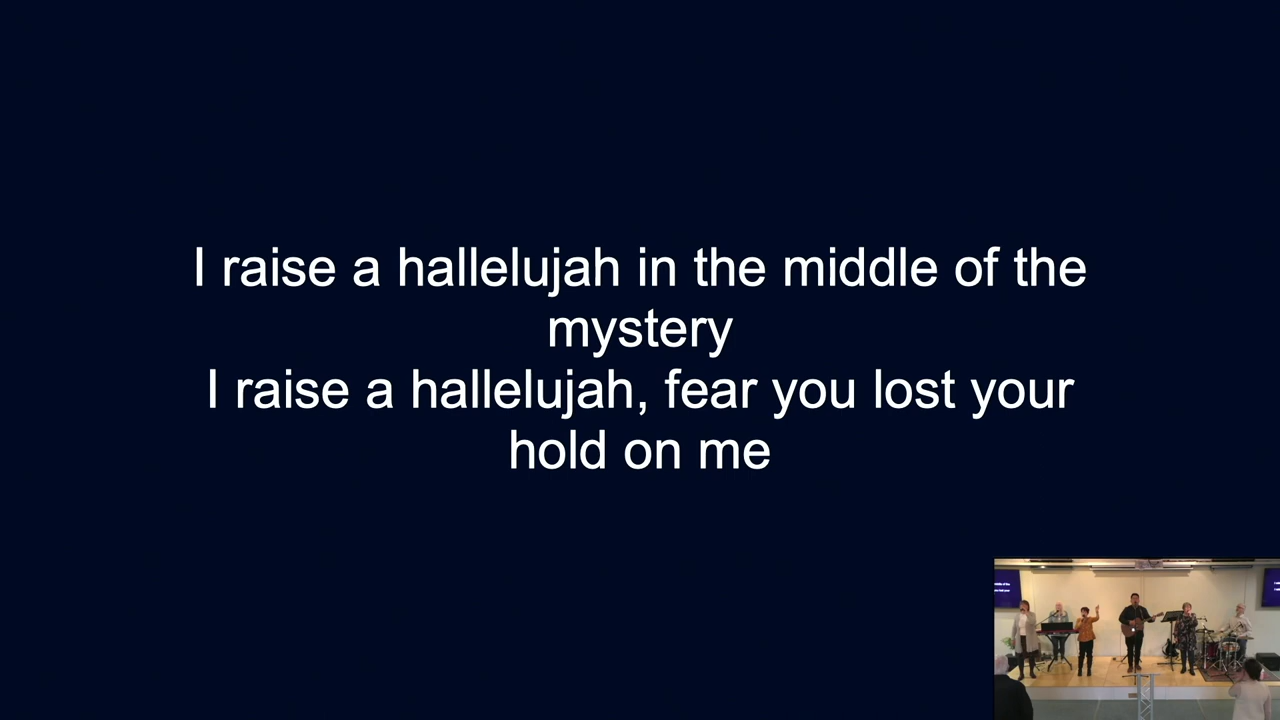 I raise a hallelujah in the middle of the
mystery
I raise a hallelujah, fear you lost your
hold on me